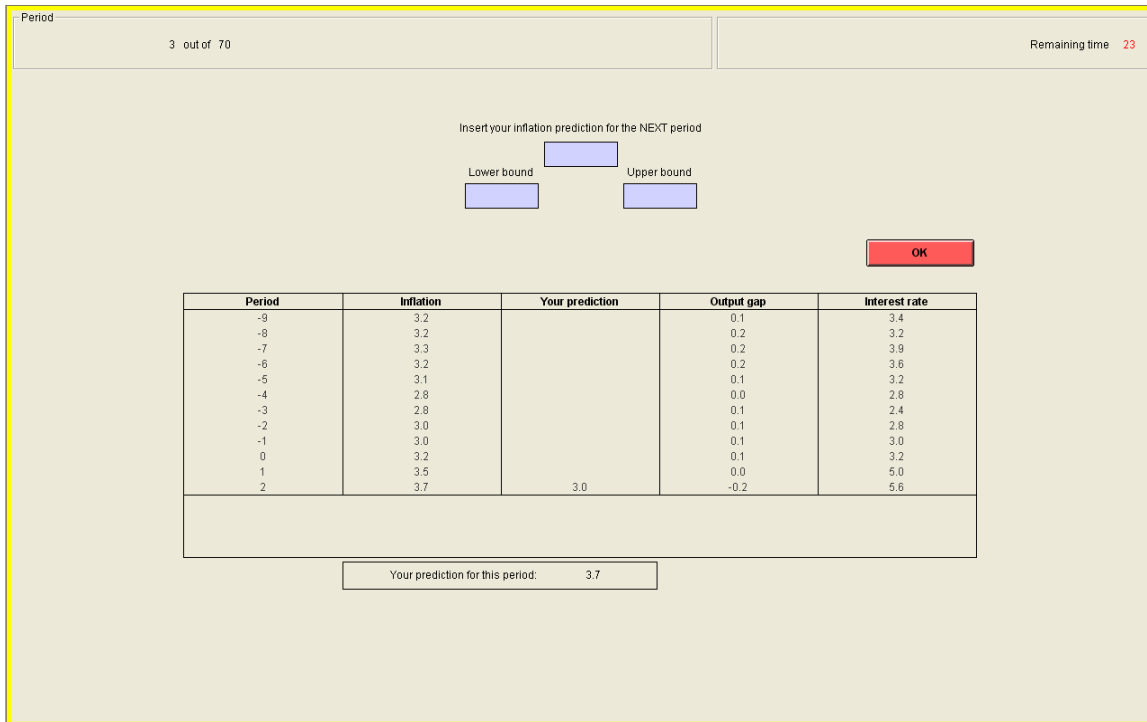 Period
3 out of 70
Remaining time 23
Insert your inflation prediction for the NEXT period
Lower bound Upper bound
OK
Period Inflation Your prediction Output gap Interest rate
-9 3.2 0.1 3.4
-8 3.2 0.2 3.2
-7 3.3 0.2 3.9
-6 3.2 0.2 3.6
-5 3.1 0.1 3.2
-4 2.8 0.0 2.8
-3 2.8 0.1 2.4
-2 3.0 0.1 2.8
-1 3.0 0.1 3.0
0 3.2 0.1 3.2
1 3.5 0.0 5.0
2 3.7 3.0 -0.2 5.6
Your prediction for this period: 3.7